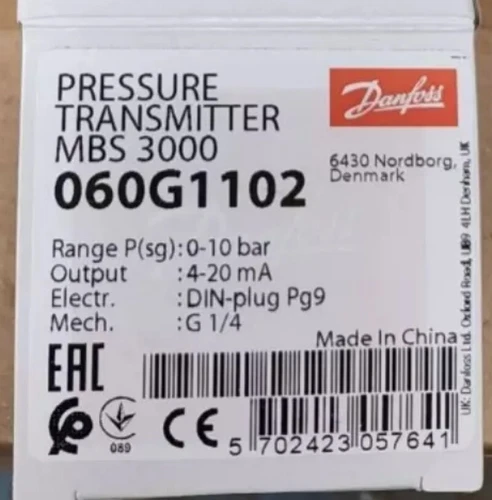 PRESSURE
TRANSMITTER
MBS 3000
060G1102
Danfoss
6430 Nordborg,
Denmark
Range P(sg):0-10 bar
Output :4-20 mA
Electr. :DIN-plug Pg9
Mech. :G 1/4
Made In China
EAC
089
CE
5 702423 057641
UK: Danfoss Ltd. Oxford Road, UB9 4LH Denham, UK